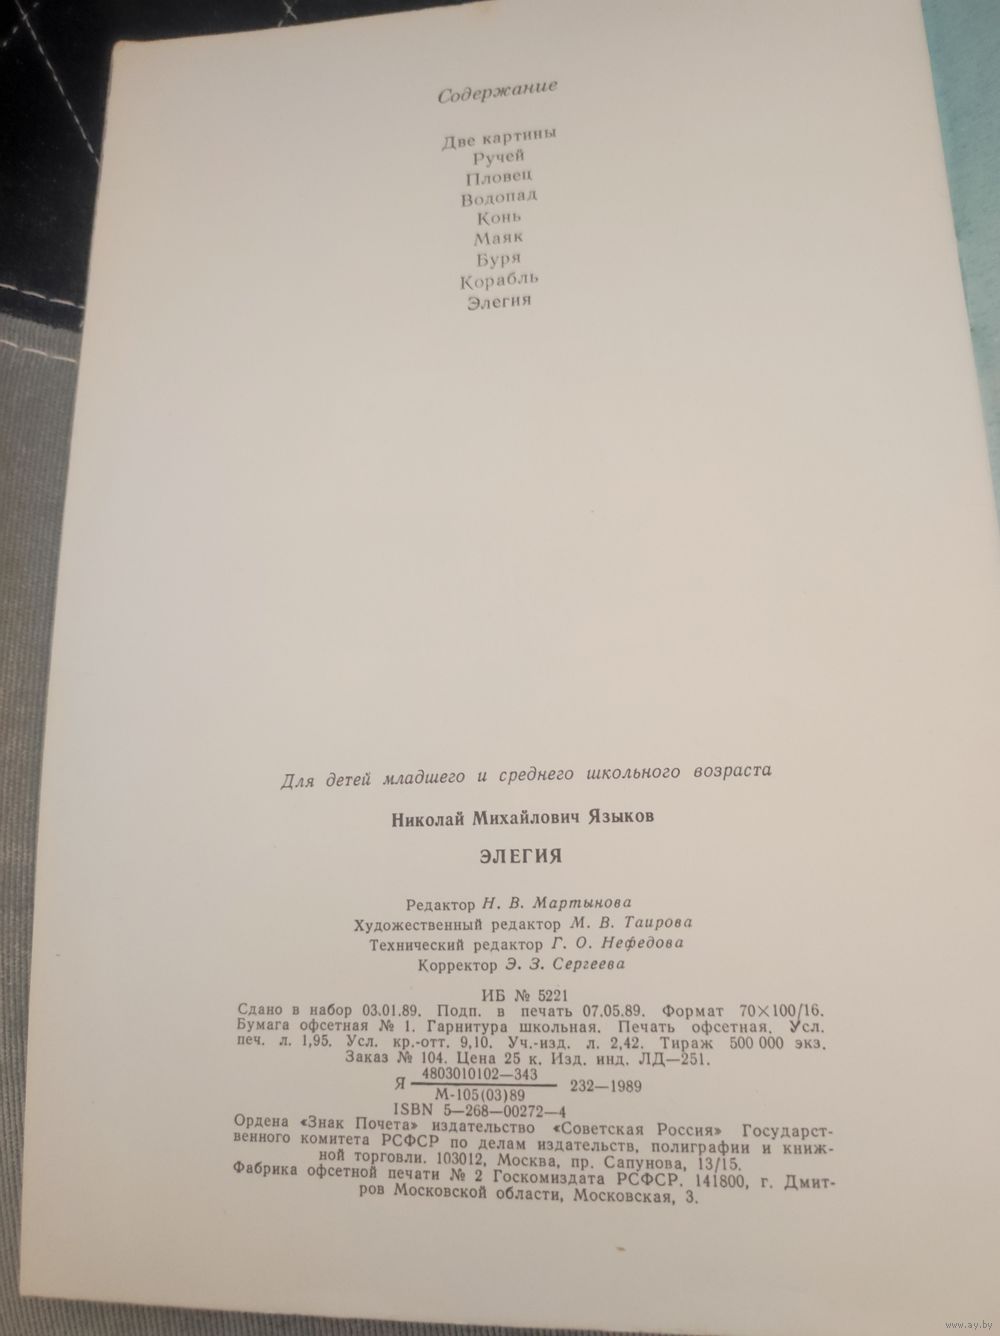 Содержание
Две картины
Ручей
Пловец
Водопад
Конь
Маяк
Буря
Корабль
Элегия
Для детей младшего и среднего школьного возраста
Николай Михайлович Языков
ЭЛЕГИЯ
Редактор Н. В. Мартынова
Художественный редактор М. В. Таирова
Технический редактор Г. О. Нефедова
Корректор Э. З. Сергеева
ИБ № 5221
Сдано в набор 03.01.89. Подп. в печать 07.05.89. Формат 70×100/16.
Бумага офсетная № 1. Гарнитура школьная. Печать офсетная. Усл.
печ. л. 1,95. Усл. кр.-отт. 9,10. Уч.-изд. л. 2,42. Тираж 500 000 экз.
Заказ № 104. Цена 25 к. Изд. инд. ЛД—251.
4803010102—343
Я 232—1989
М-105(03)89
ISBN 5—268—00272—4
Ордена «Знак Почета» издательство «Советская Россия» Государст-
венного комитета РСФСР по делам издательств, полиграфии и книж-
ной торговли. 103012, Москва, пр. Сапунова, 13/15.
Фабрика офсетной печати № 2 Госкомиздата РСФСР. 141800, г. Дмит-
ров Московской области, Московская, 3.
www.ay.by